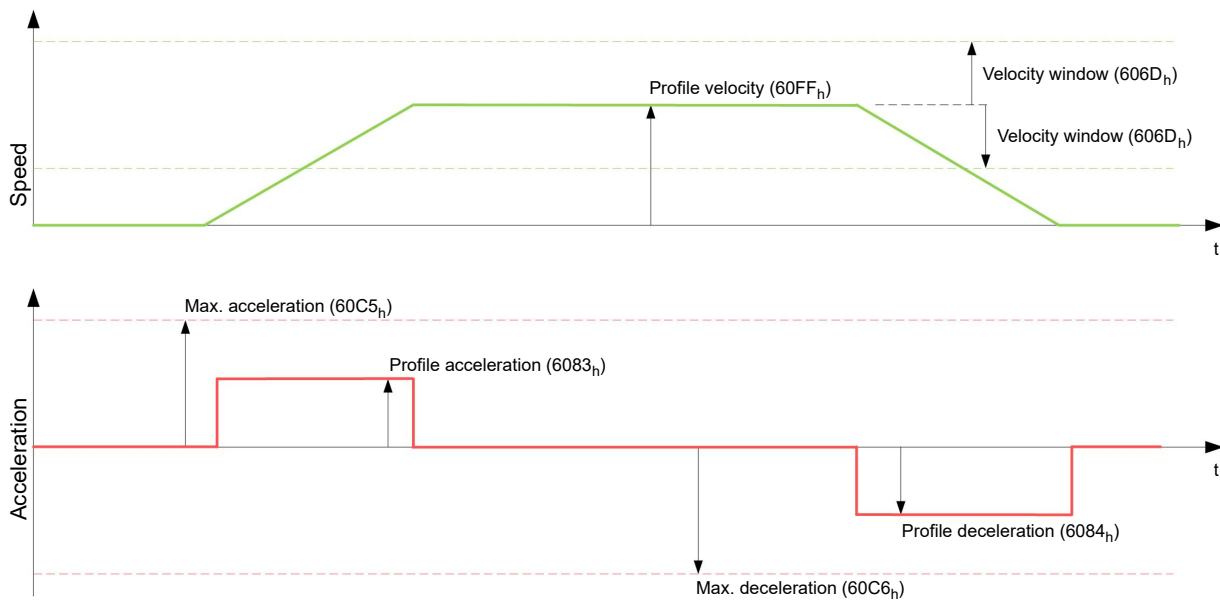 Velocity window (606Dh)
Profile velocity (60FFh)
Velocity window (606Dh)
Speed
t
Max. acceleration (60C5h)
Profile acceleration (6083h)
Acceleration
t
Profile deceleration (6084h)
Max. deceleration (60C6h)